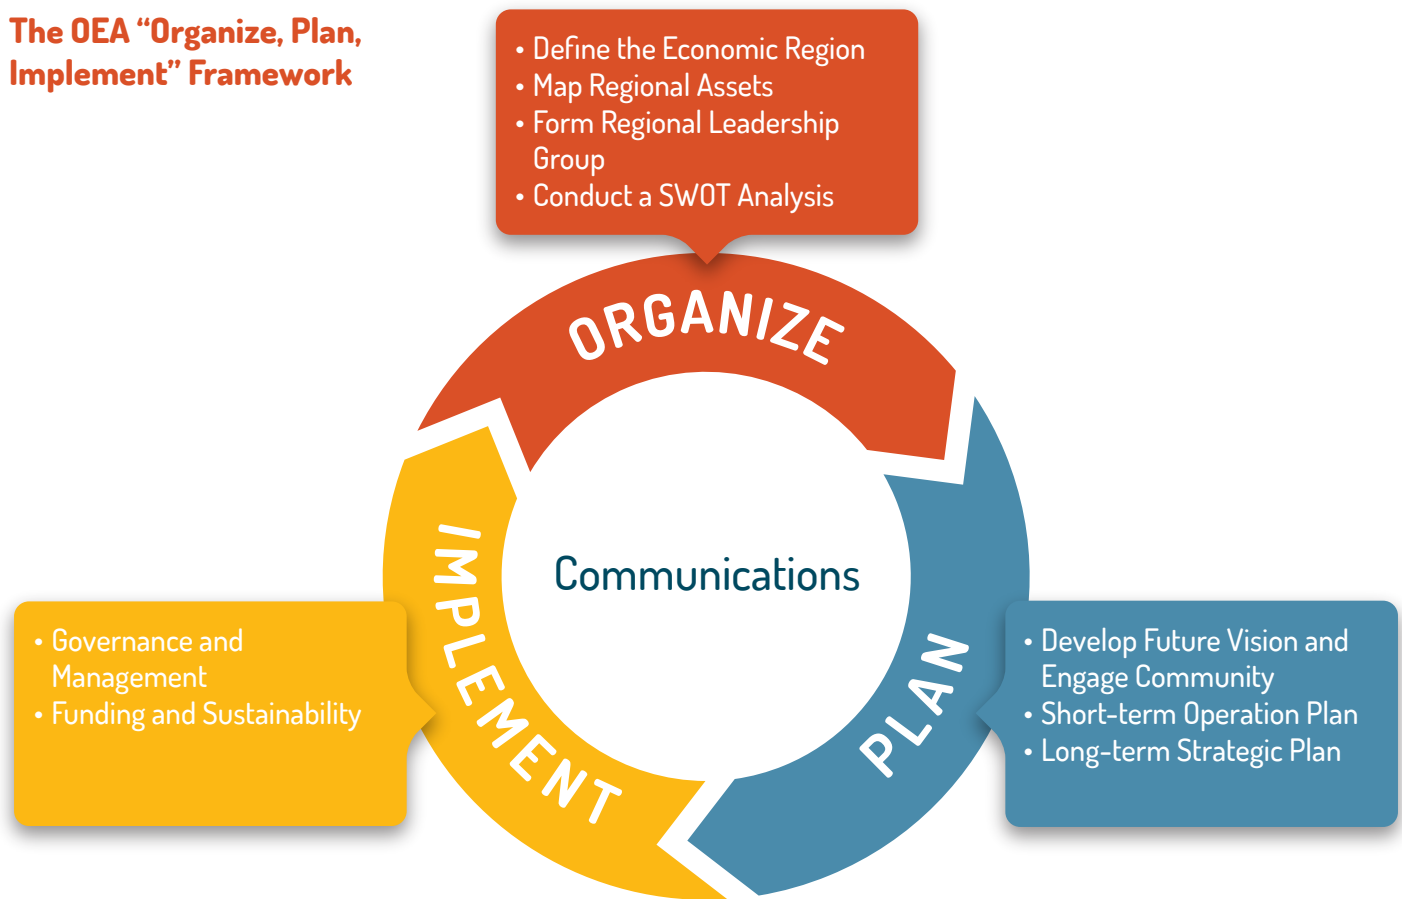 The OEA “Organize, Plan,
Implement” Framework
• Define the Economic Region
• Map Regional Assets
• Form Regional Leadership
Group
• Conduct a SWOT Analysis
ORGANIZE
Communications
IMPLEMENT
PLAN
• Governance and
Management
• Funding and Sustainability
• Develop Future Vision and
Engage Community
• Short-term Operation Plan
• Long-term Strategic Plan